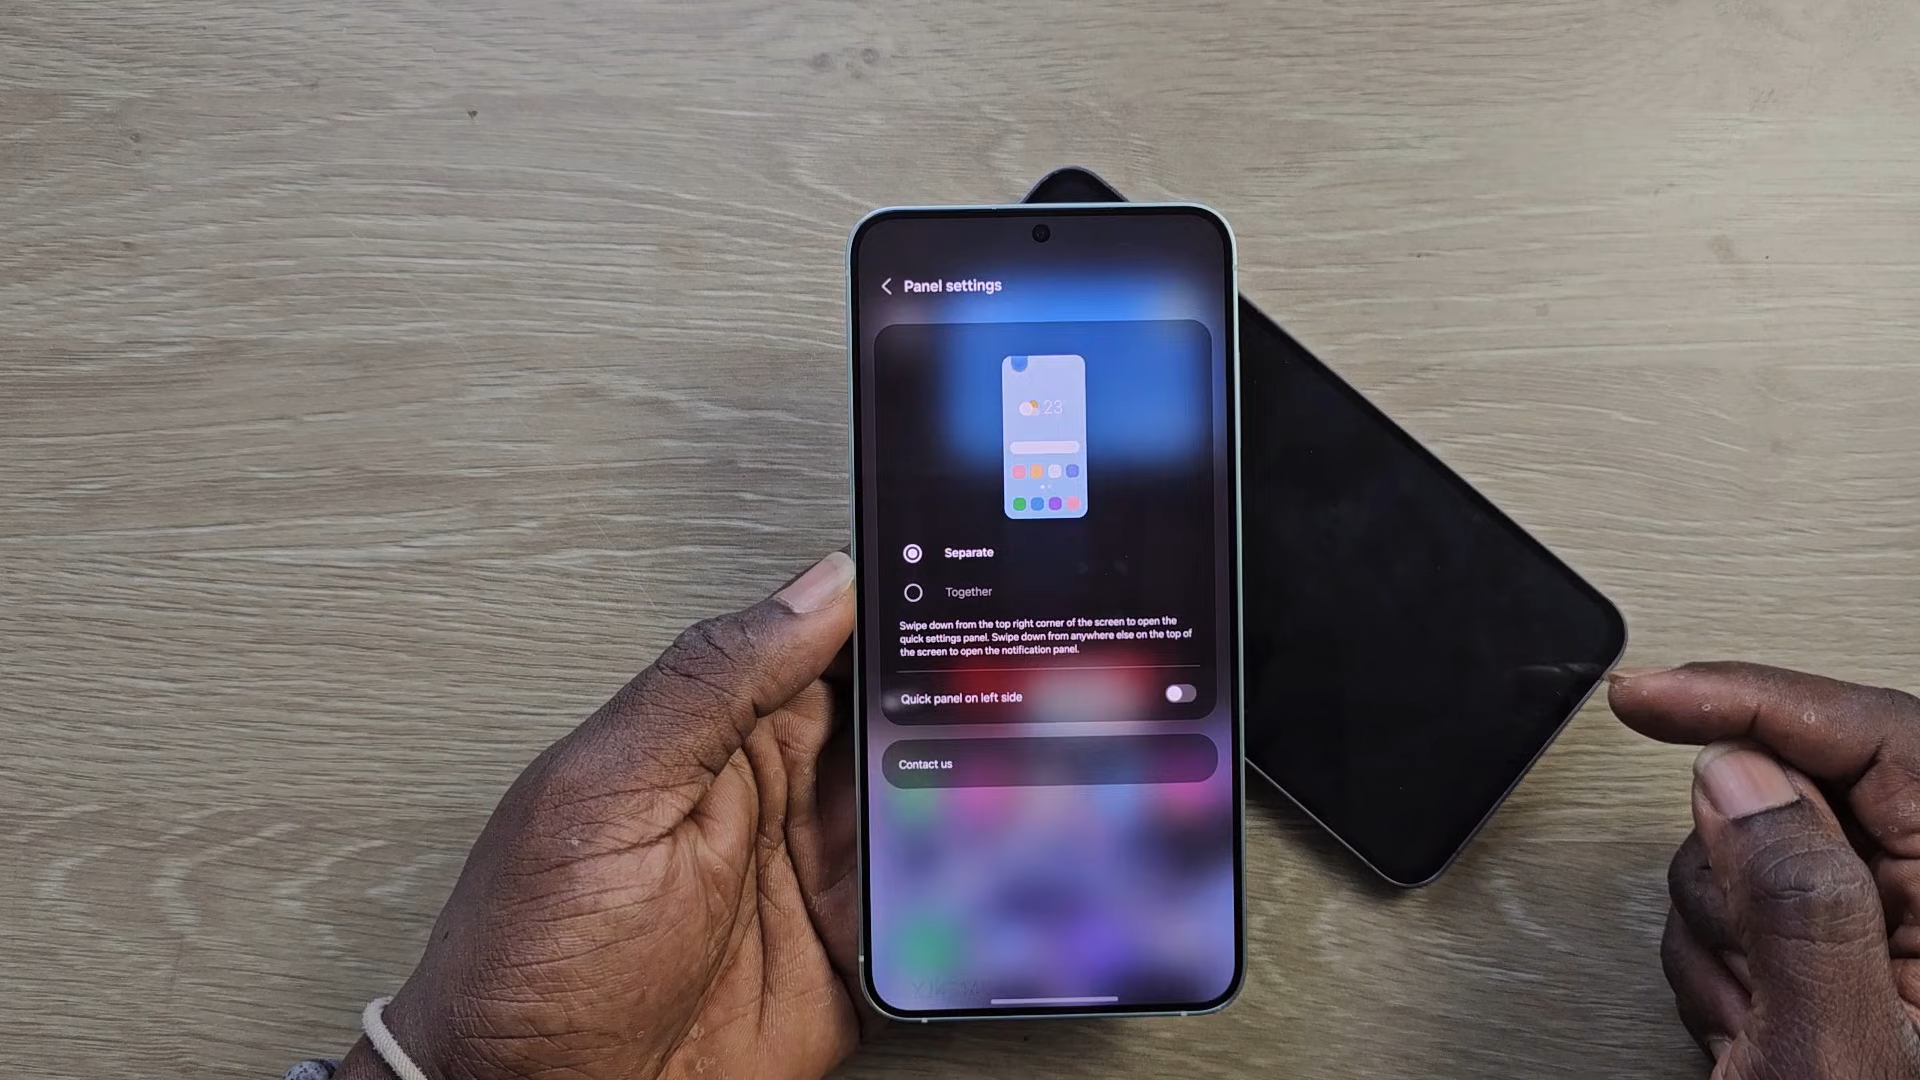 Panel settings
23°
Separate
Together
Swipe down from the top right corner of the screen to open the
quick settings panel. Swipe down from anywhere else on the top of
the screen to open the notification panel.
Quick panel on left side
Contact us